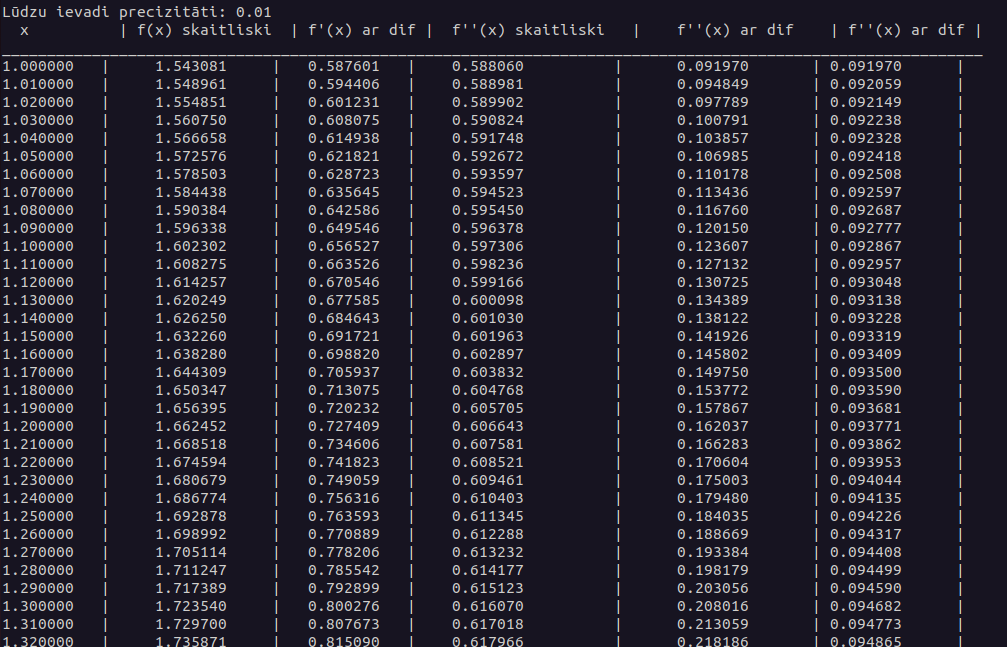 Lūdzu ievadi precizitāti: 0.01
x | f(x) skaitliski | f'(x) ar dif | f''(x) skaitliski | f''(x) ar dif | f''(x) ar dif |
1.000000 | 1.543081 | 0.587601 | 0.588060 | 0.091970 | 0.091970 |
1.010000 | 1.548961 | 0.594406 | 0.588981 | 0.094849 | 0.092059 |
1.020000 | 1.554851 | 0.601231 | 0.589902 | 0.097789 | 0.092149 |
1.030000 | 1.560750 | 0.608075 | 0.590824 | 0.100791 | 0.092238 |
1.040000 | 1.566658 | 0.614938 | 0.591748 | 0.103857 | 0.092328 |
1.050000 | 1.572576 | 0.621821 | 0.592672 | 0.106985 | 0.092418 |
1.060000 | 1.578503 | 0.628723 | 0.593597 | 0.110178 | 0.092508 |
1.070000 | 1.584438 | 0.635645 | 0.594523 | 0.113436 | 0.092597 |
1.080000 | 1.590384 | 0.642586 | 0.595450 | 0.116760 | 0.092687 |
1.090000 | 1.596338 | 0.649546 | 0.596378 | 0.120150 | 0.092777 |
1.100000 | 1.602302 | 0.656527 | 0.597306 | 0.123607 | 0.092867 |
1.110000 | 1.608275 | 0.663526 | 0.598236 | 0.127132 | 0.092957 |
1.120000 | 1.614257 | 0.670546 | 0.599166 | 0.130725 | 0.093048 |
1.130000 | 1.620249 | 0.677585 | 0.600098 | 0.134389 | 0.093138 |
1.140000 | 1.626250 | 0.684643 | 0.601030 | 0.138122 | 0.093228 |
1.150000 | 1.632260 | 0.691721 | 0.601963 | 0.141926 | 0.093319 |
1.160000 | 1.638280 | 0.698820 | 0.602897 | 0.145802 | 0.093409 |
1.170000 | 1.644309 | 0.705937 | 0.603832 | 0.149750 | 0.093500 |
1.180000 | 1.650347 | 0.713075 | 0.604768 | 0.153772 | 0.093590 |
1.190000 | 1.656395 | 0.720232 | 0.605705 | 0.157867 | 0.093681 |
1.200000 | 1.662452 | 0.727409 | 0.606643 | 0.162037 | 0.093771 |
1.210000 | 1.668518 | 0.734606 | 0.607581 | 0.166283 | 0.093862 |
1.220000 | 1.674594 | 0.741823 | 0.608521 | 0.170604 | 0.093953 |
1.230000 | 1.680679 | 0.749059 | 0.609461 | 0.175003 | 0.094044 |
1.240000 | 1.686774 | 0.756316 | 0.610403 | 0.179480 | 0.094135 |
1.250000 | 1.692878 | 0.763593 | 0.611345 | 0.184035 | 0.094226 |
1.260000 | 1.698992 | 0.770889 | 0.612288 | 0.188669 | 0.094317 |
1.270000 | 1.705114 | 0.778206 | 0.613232 | 0.193384 | 0.094408 |
1.280000 | 1.711247 | 0.785542 | 0.614177 | 0.198179 | 0.094499 |
1.290000 | 1.717389 | 0.792899 | 0.615123 | 0.203056 | 0.094590 |
1.300000 | 1.723540 | 0.800276 | 0.616070 | 0.208016 | 0.094682 |
1.310000 | 1.729700 | 0.807673 | 0.617018 | 0.213059 | 0.094773 |
1.320000 | 1.735871 | 0.815090 | 0.617966 | 0.218186 | 0.094865 |